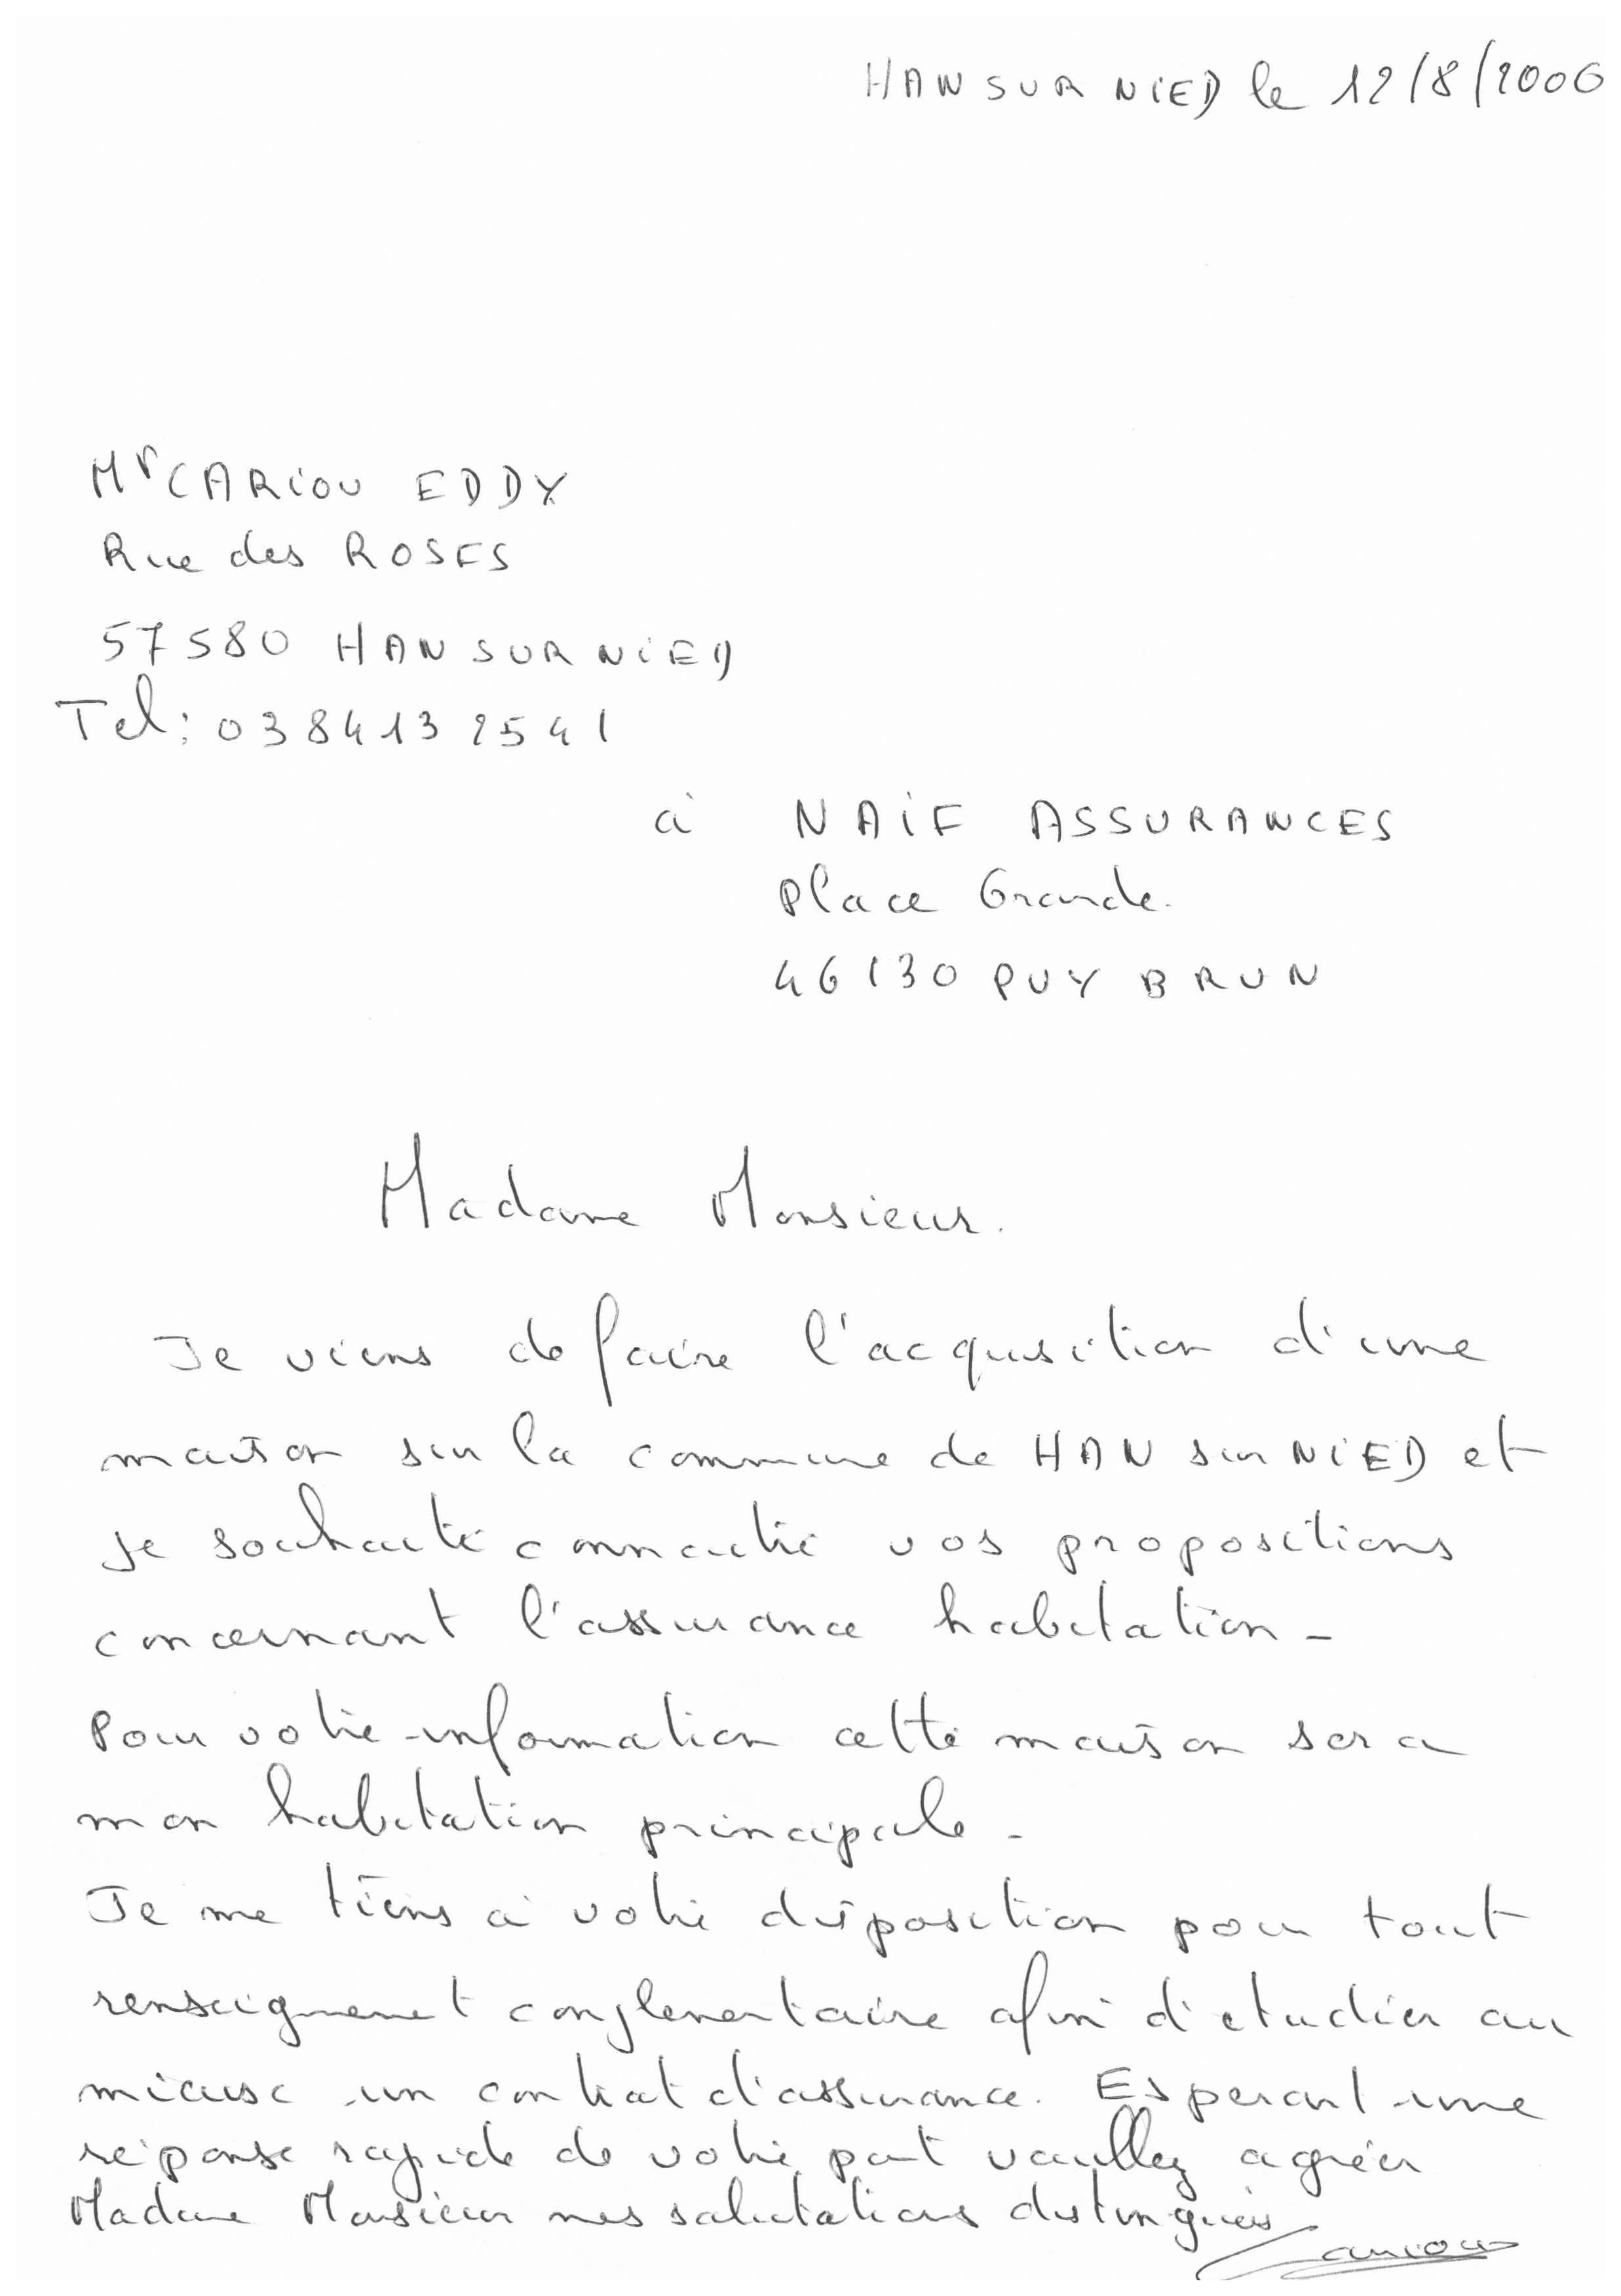 HAN SUR NIED le 12/8/2006
Mr CARIOU EDDY
Rue des ROSES
57580 HAN SUR NIED
Tel: 0384132541
à NAIF ASSURANCES
Place Grande.
46130 PUY BRUN
Madame Monsieur.
Je viens de faire l'acquisition d'une
maison sur la commune de HAN sur NIED et
je souhaite connaitre vos propositions
concernant l'assurance habitation -
Pour votre information cette maison sera
mon habitation principale -
Je me tiens à votre disposition pour tout
renseignement complementaire afin d'etudier au
mieux un contrat d'assurance. Esperant une
réponse rapide de votre part veuillez agréer
Madame Monsieur mes salutations distinguées
Cariou